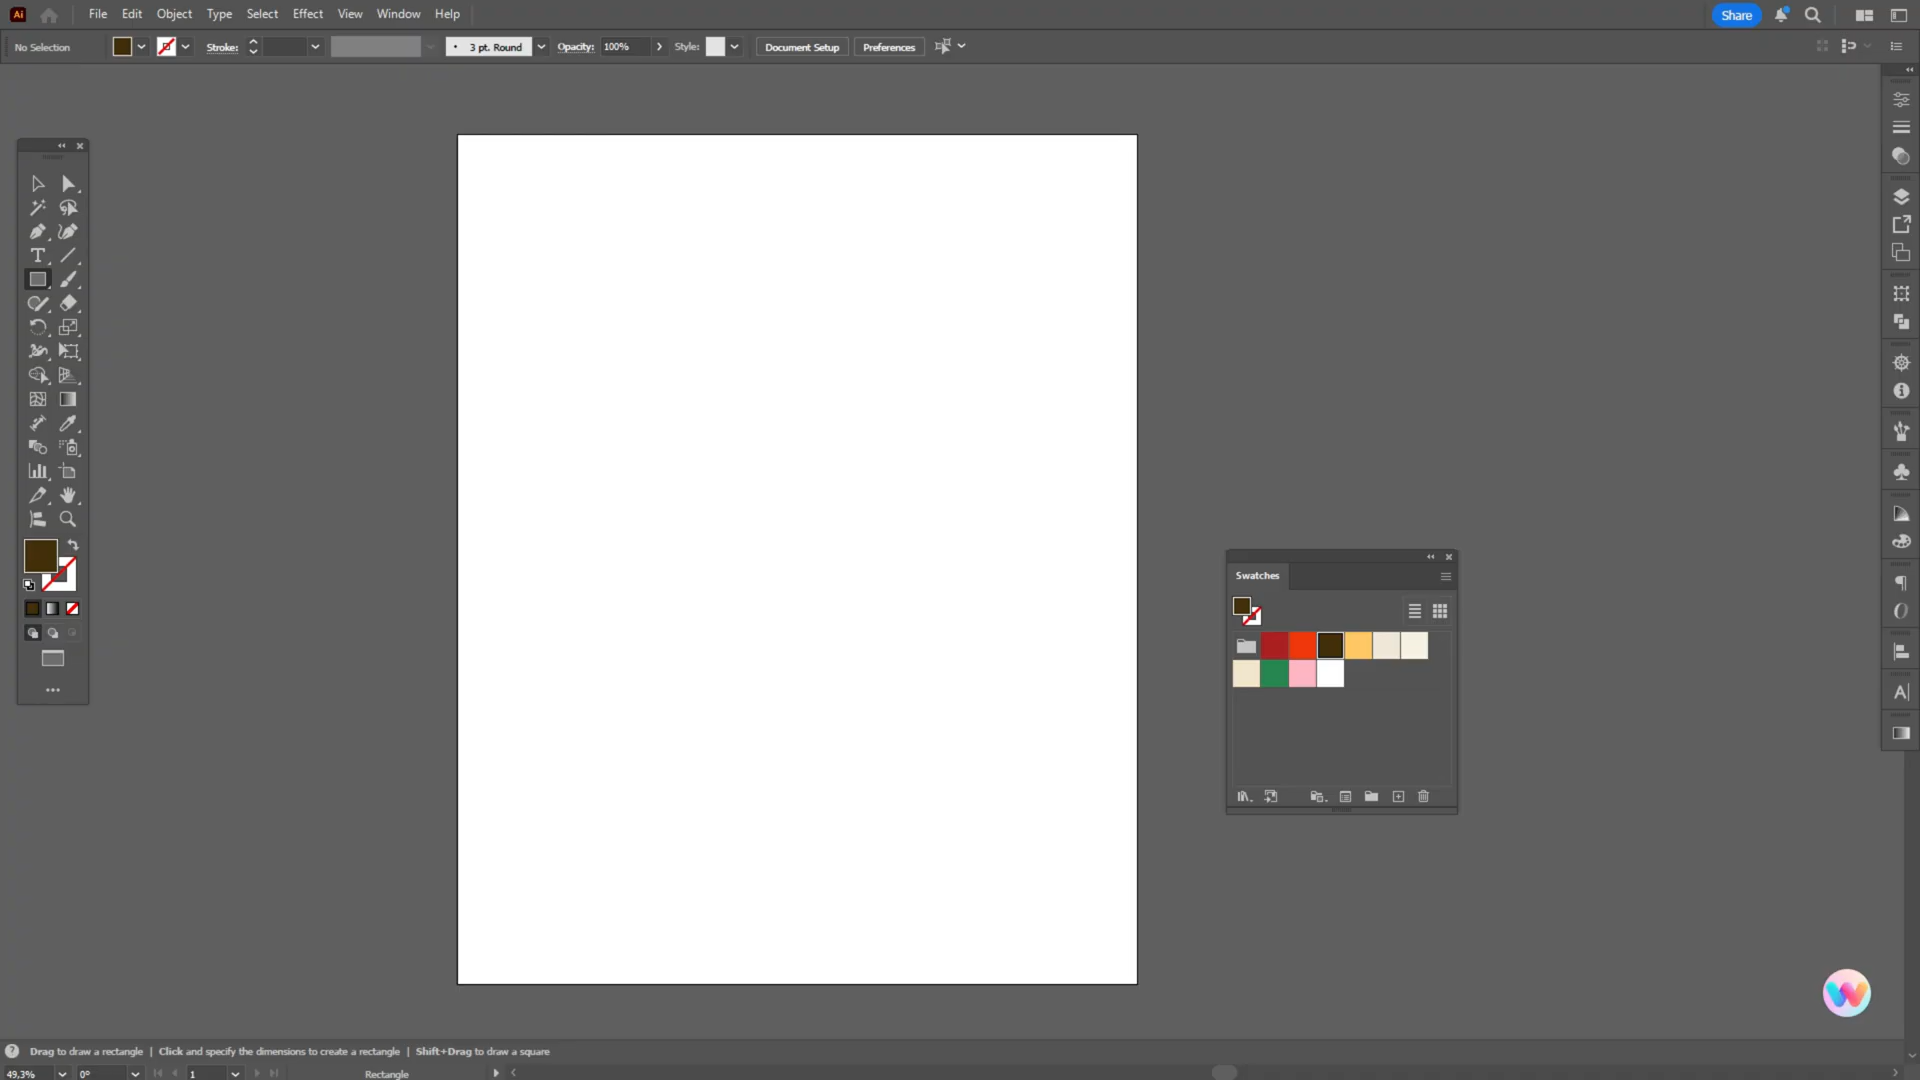 Ai File Edit Object Type Select Effect View Window Help Share
No Selection Stroke: 3 pt. Round Opacity: 100% Style: Document Setup Preferences
Swatches
Drag to draw a rectangle | Click and specify the dimensions to create a rectangle | Shift+Drag to draw a square
49,3% 0° 1 Rectangle